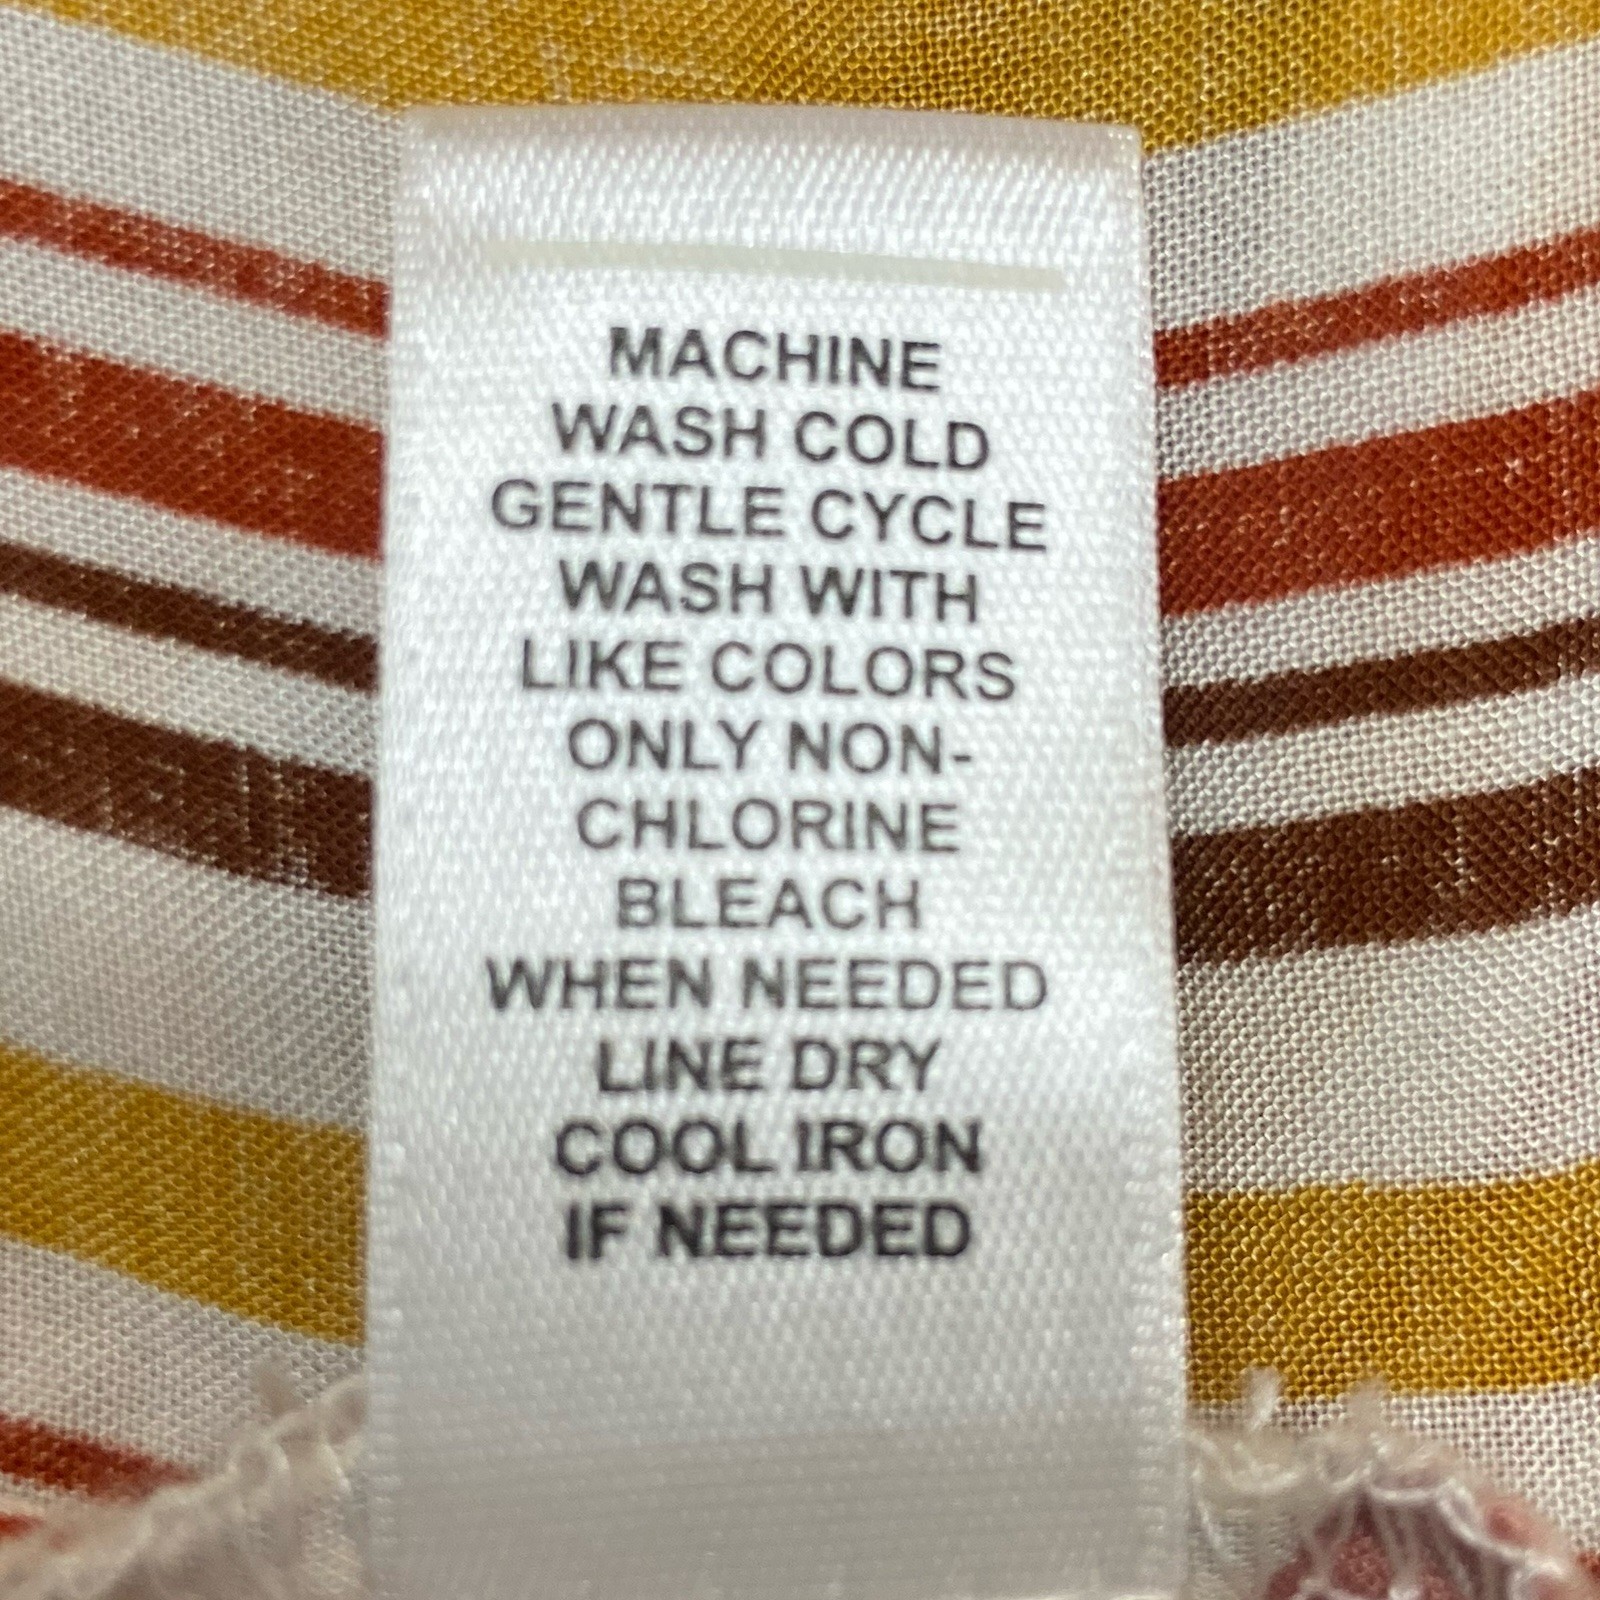 MACHINE
WASH COLD
GENTLE CYCLE
WASH WITH
LIKE COLORS
ONLY NON-
CHLORINE
BLEACH
WHEN NEEDED
LINE DRY
COOL IRON
IF NEEDED